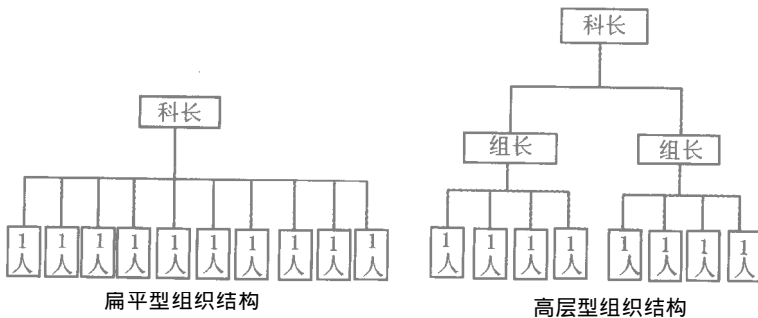 科长
1人 1人 1人 1人 1人 1人 1人 1人 1人 1人
扁平型组织结构
科长
组长 组长
1人 1人 1人 1人 1人 1人 1人 1人
高层型组织结构